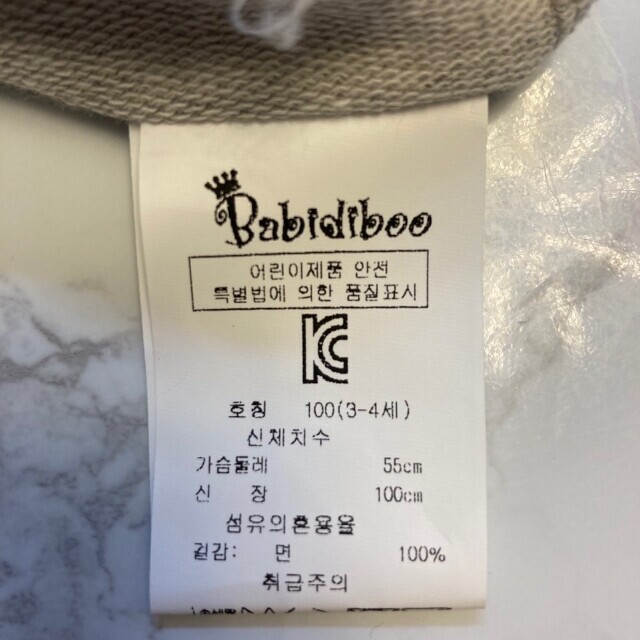 Babidiboo
어린이제품 안전
특별법에 의한 품질표시
KC
호칭 100(3-4세)
신체치수
가슴둘레 55cm
신 장 100cm
섬유의혼용율
겉감: 면 100%
취급주의